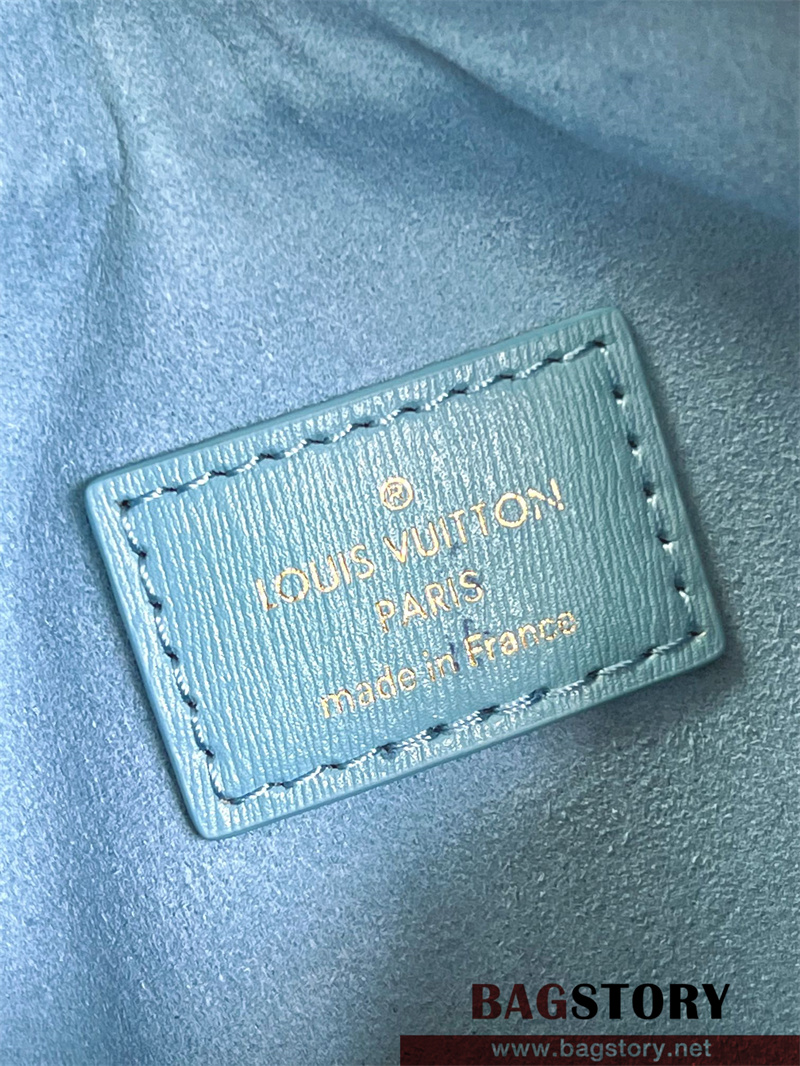 ®
LOUIS VUITTON
PARIS
made in France
BAGSTORY
www.bagstory.net